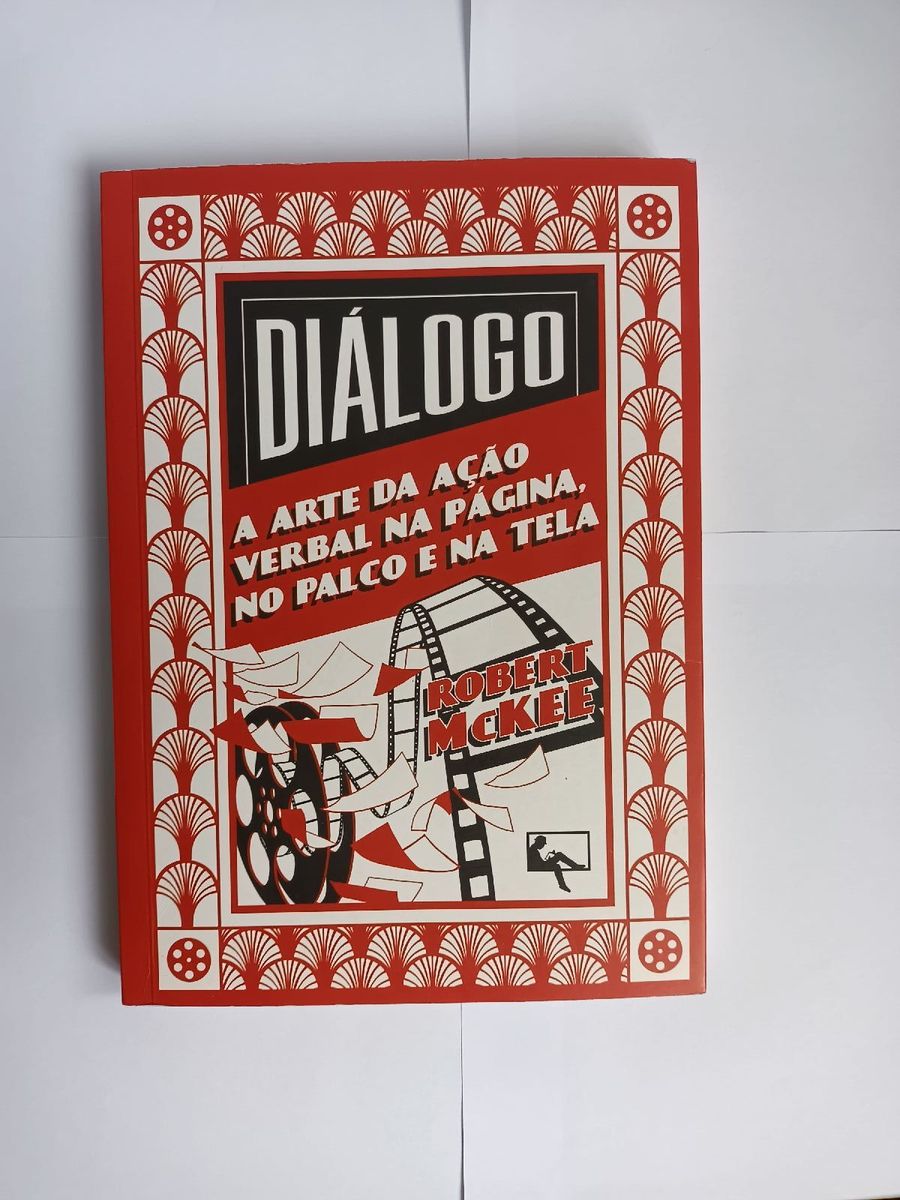 DIÁLOGO
A ARTE DA AÇÃO
VERBAL NA PÁGINA,
NO PALCO E NA TELA
ROBERT
McKEE